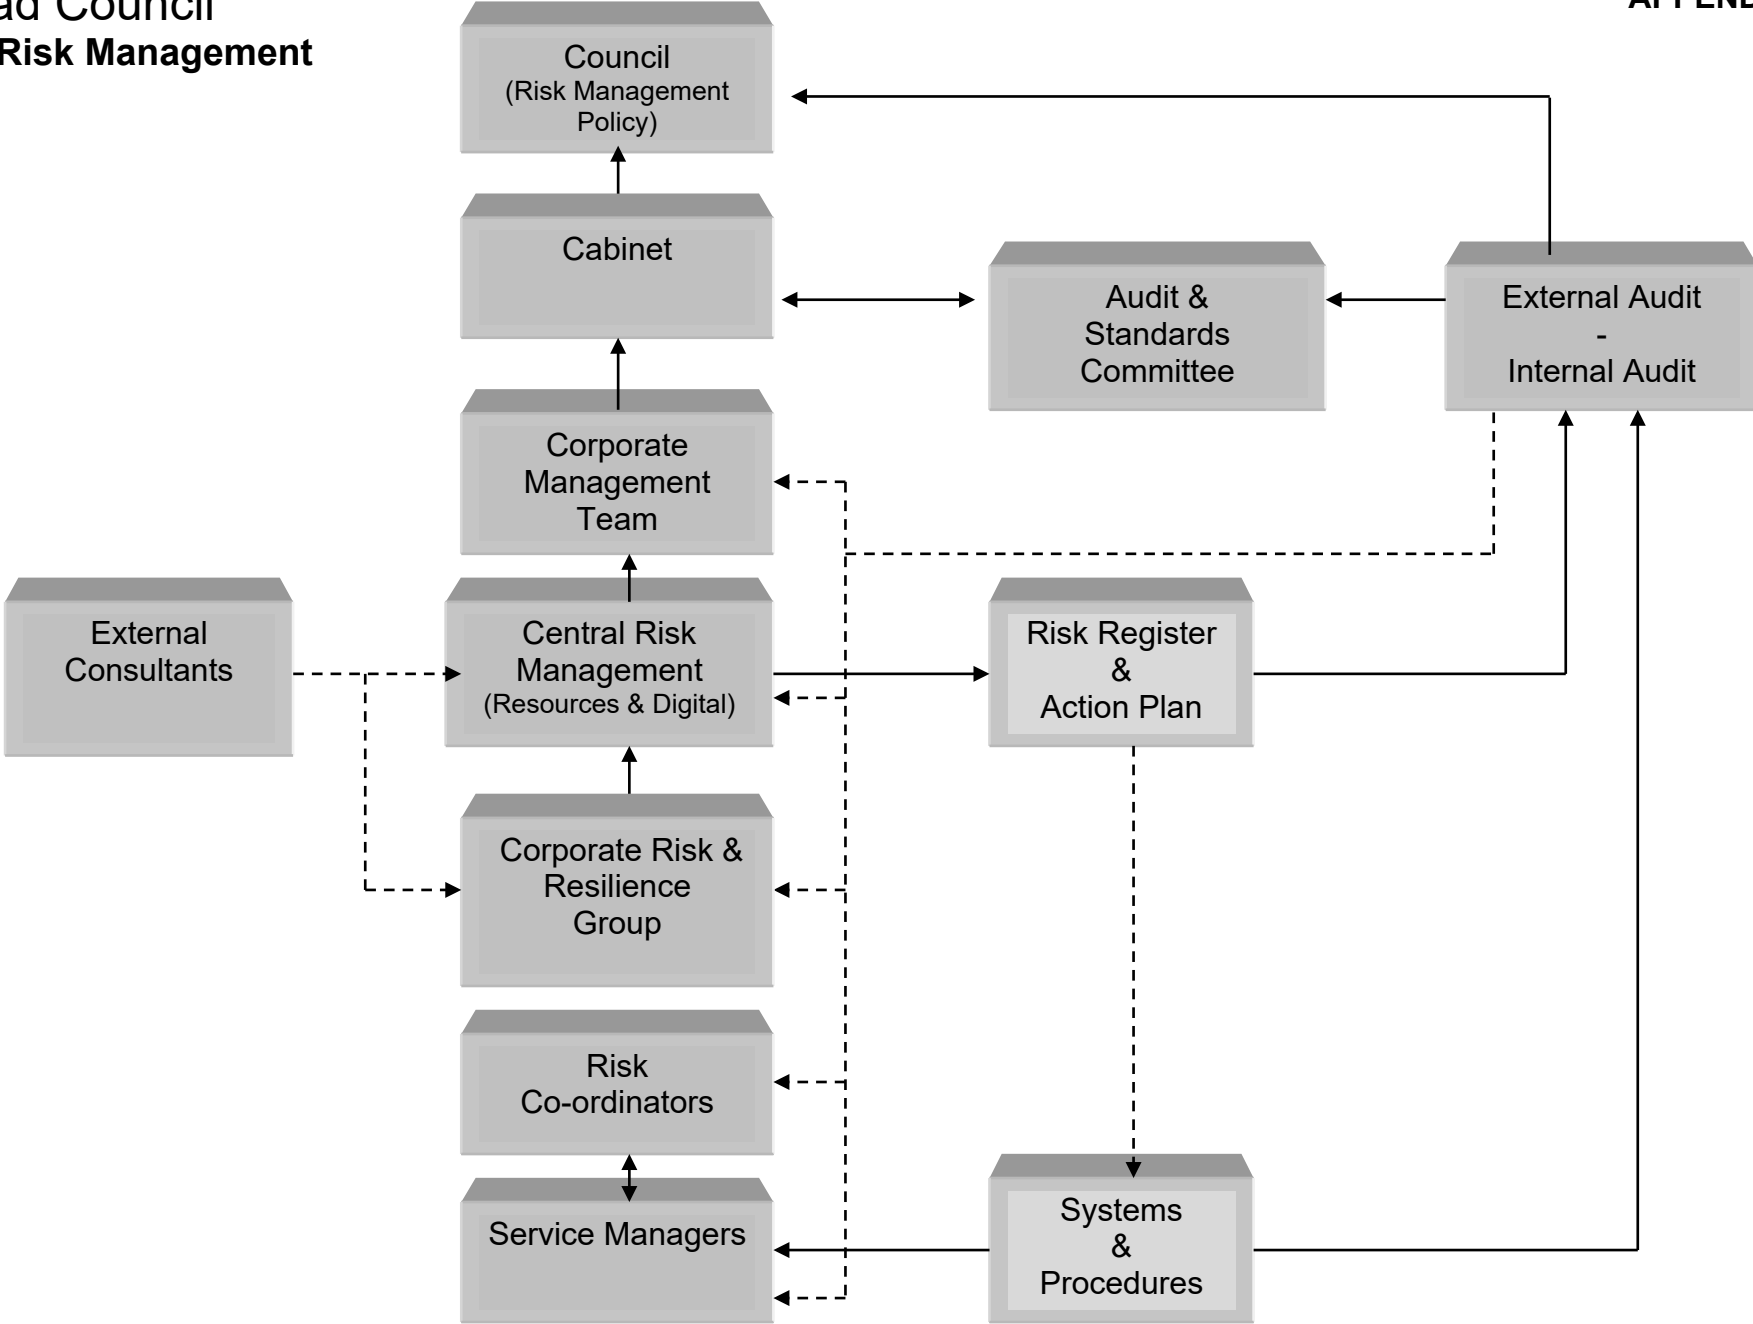 Council
Risk Management
Council
(Risk Management
Policy)
Cabinet
Audit &
Standards
Committee
External Audit
-
Internal Audit
Corporate
Management
Team
External
Consultants
Central Risk
Management
(Resources & Digital)
Risk Register
&
Action Plan
Corporate Risk &
Resilience
Group
Risk
Co-ordinators
Service Managers
Systems
&
Procedures